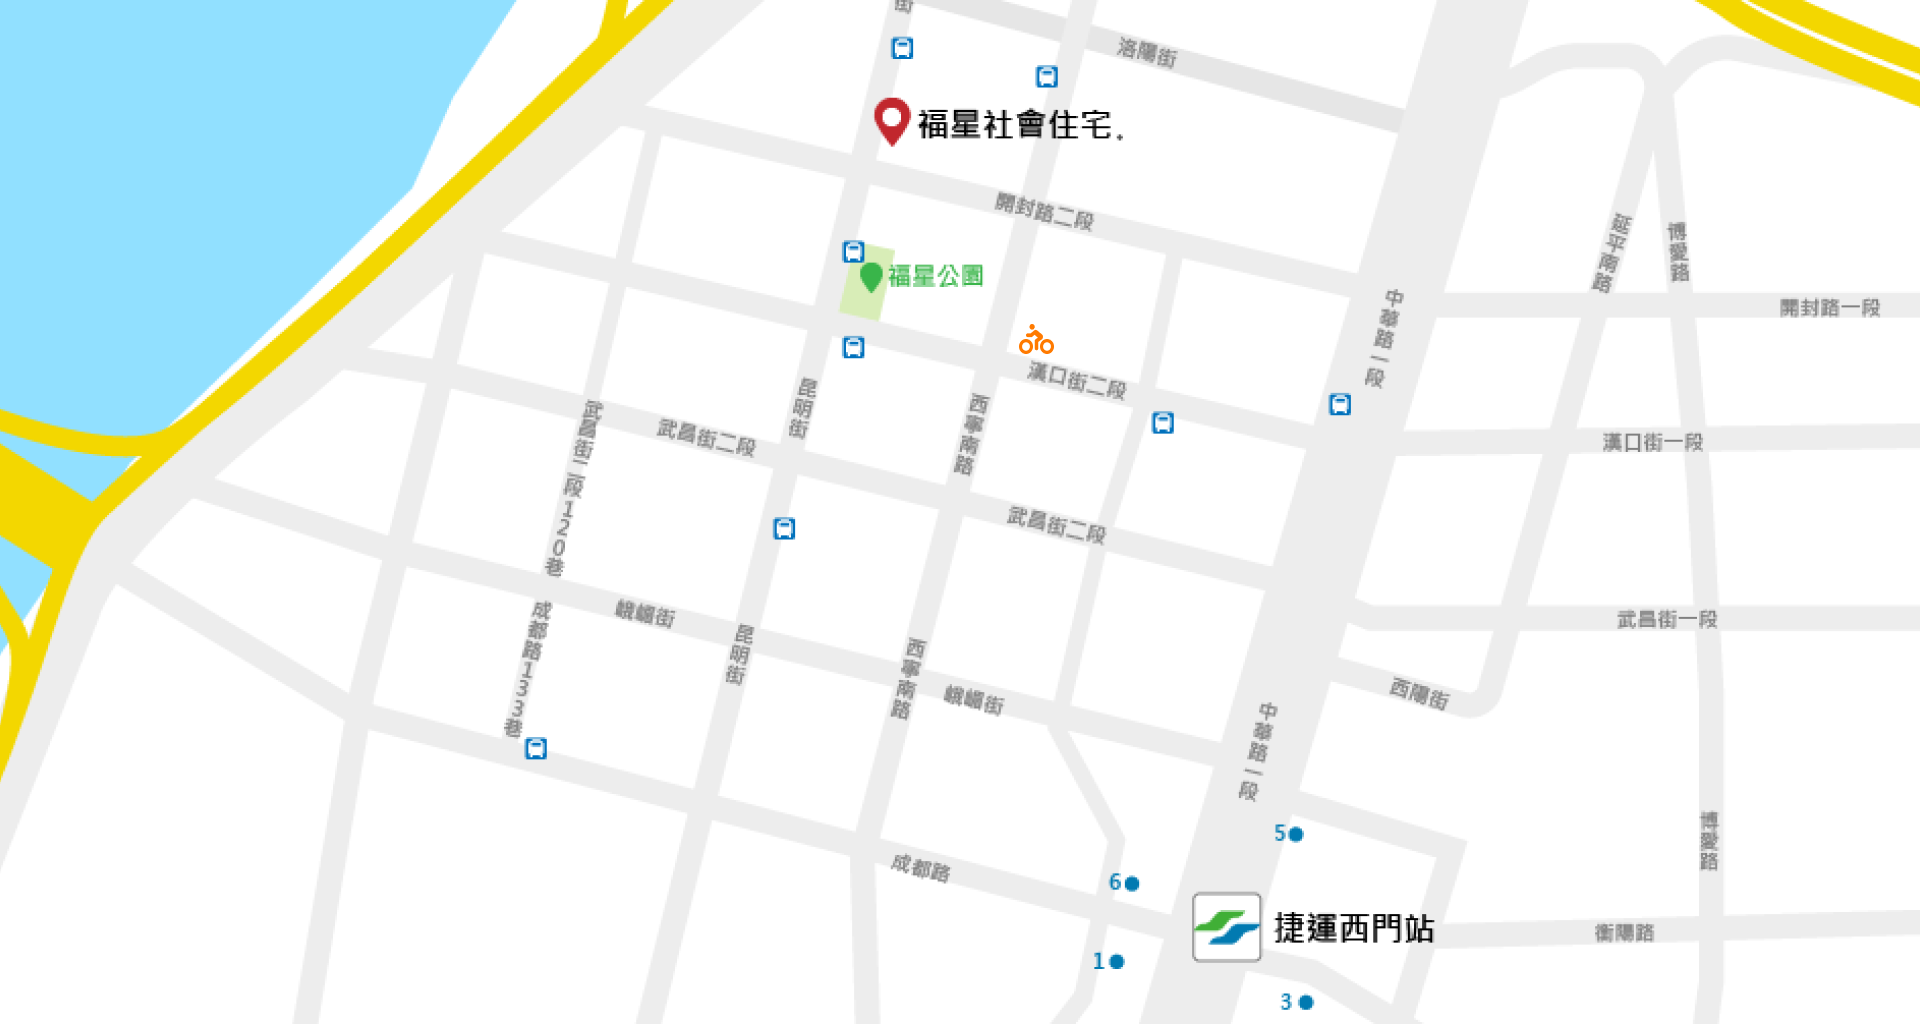 街
洛陽街
福星社會住宅.
開封路二段
延平南路
博愛路
福星公園
中華路一段
開封路一段
漢口街二段
昆明街
西寧南路
武昌街二段120巷
武昌街二段
漢口街一段
武昌街二段
成都路133巷
峨嵋街
昆明街
西寧南路
武昌街一段
峨嵋街
西陽街
中華路一段
5
博愛路
成都路
6
捷運西門站
衡陽路
1
3